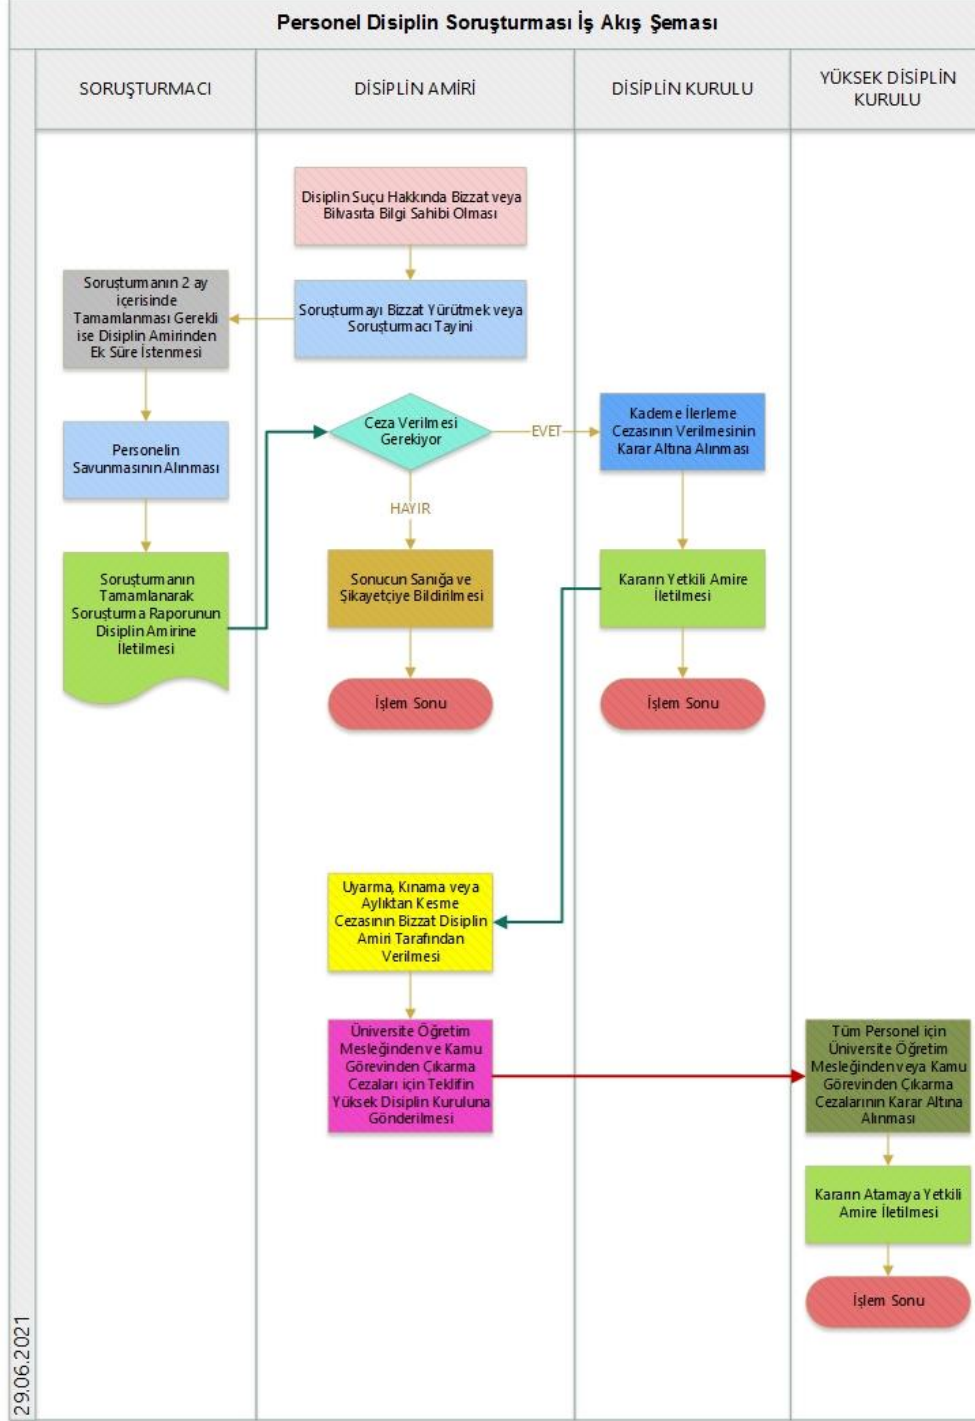 Personel Disiplin Soruşturması İş Akış Şeması
SORUŞTURMACI
DİSİPLİN AMİRİ
DİSİPLİN KURULU
YÜKSEK DİSİPLİN
KURULU
Disiplin Suçu Hakkında Bizzat veya
Bilvasıta Bilgi Sahibi Olması
Soruşturmayı Bizzat Yürütmek veya
Soruşturmacı Tayini
Soruşturmanın 2 ay
içerisinde
Tamamlanması Gerekli
ise Disiplin Amirinden
Ek Süre İstenmesi
Personelin
Savunmasının Alınması
Soruşturmanın
Tamamlanarak
Soruşturma Raporunun
Disiplin Amirine
İletilmesi
Ceza Verilmesi
Gerekiyor
EVET
HAYIR
Kademe İlerleme
Cezasının Verilmesinin
Karar Altına Alınması
Sonucun Sanığa ve
Şikayetçiye Bildirilmesi
İşlem Sonu
Kararın Yetkili Amire
İletilmesi
İşlem Sonu
Uyarma, Kınama veya
Aylıktan Kesme
Cezasının Bizzat Disiplin
Amiri Tarafından
Verilmesi
Üniversite Öğretim
Mesleğinden ve Kamu
Görevinden Çıkarma
Cezaları için Teklifin
Yüksek Disiplin Kuruluna
Gönderilmesi
Tüm Personel için
Üniversite Öğretim
Mesleğinden veya Kamu
Görevinden Çıkarma
Cezalarının Karar Altına
Alınması
Kararın Atamaya Yetkili
Amire İletilmesi
İşlem Sonu
29.06.2021